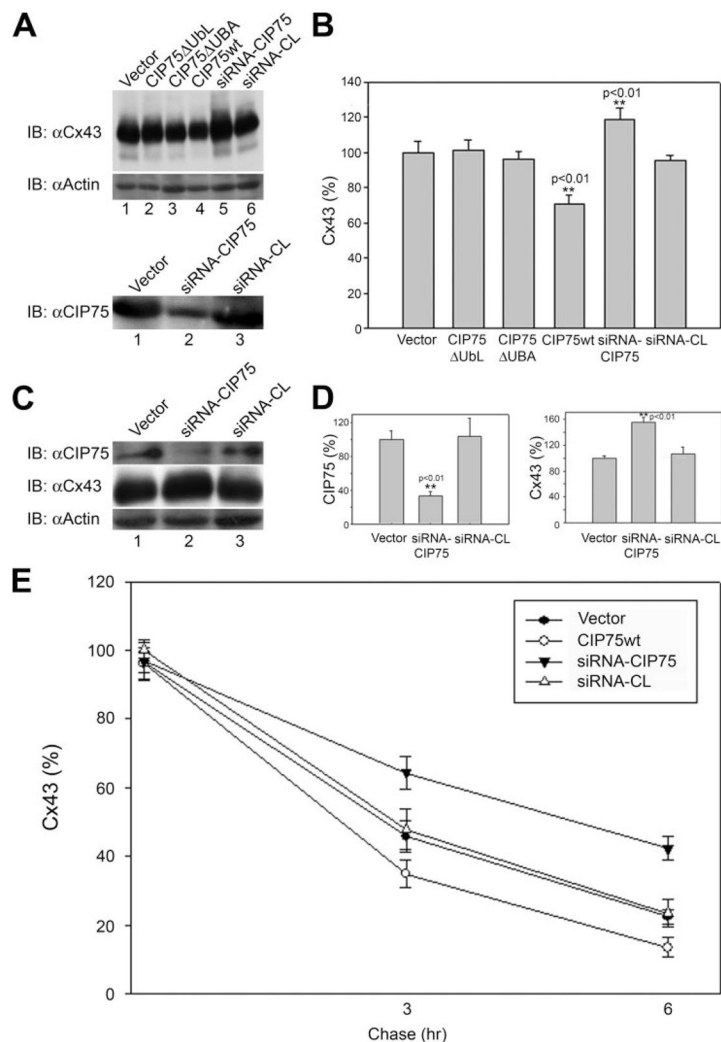 A
Vector
CIP75ΔUbL
CIP75ΔUBA
CIP75wt
siRNA-CIP75
siRNA-CL
IB: αCx43
IB: αActin
1 2 3 4 5 6
Vector
siRNA-CIP75
siRNA-CL
IB: αCIP75
1 2 3
B
Cx43 (%)
140
120
100
80
60
40
20
0
p<0.01
**
p<0.01
**
Vector CIP75 CIP75 CIP75wt siRNA- siRNA-CL
ΔUbL ΔUBA CIP75
C
Vector
siRNA-CIP75
siRNA-CL
IB: αCIP75
IB: αCx43
IB: αActin
1 2 3
D
CIP75 (%)
120
80
40
0
p<0.01
**
Vector siRNA- siRNA-CL
CIP75
Cx43 (%)
160
120
80
40
0
** p<0.01
Vector siRNA- siRNA-CL
CIP75
E
Cx43 (%)
120
100
80
60
40
20
0
Vector
CIP75wt
siRNA-CIP75
siRNA-CL
3 6
Chase (hr)